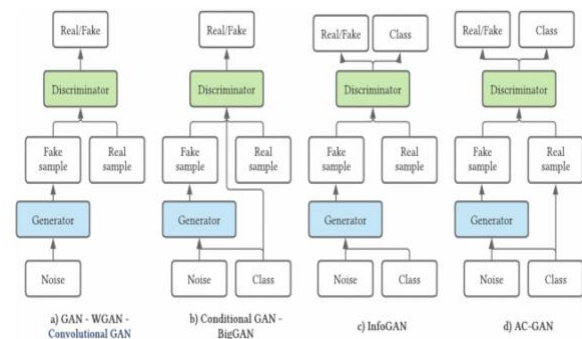 Real/Fake
Discriminator
Fake
sample
Real
sample
Generator
Noise
a) GAN - WGAN -
Convolutional GAN
Real/Fake
Discriminator
Fake
sample
Real
sample
Generator
Noise
Class
b) Conditional GAN -
BigGAN
Real/Fake
Class
Discriminator
Fake
sample
Real
sample
Generator
Noise
Class
c) InfoGAN
Real/Fake
Class
Discriminator
Fake
sample
Real
sample
Generator
Noise
Class
d) AC-GAN